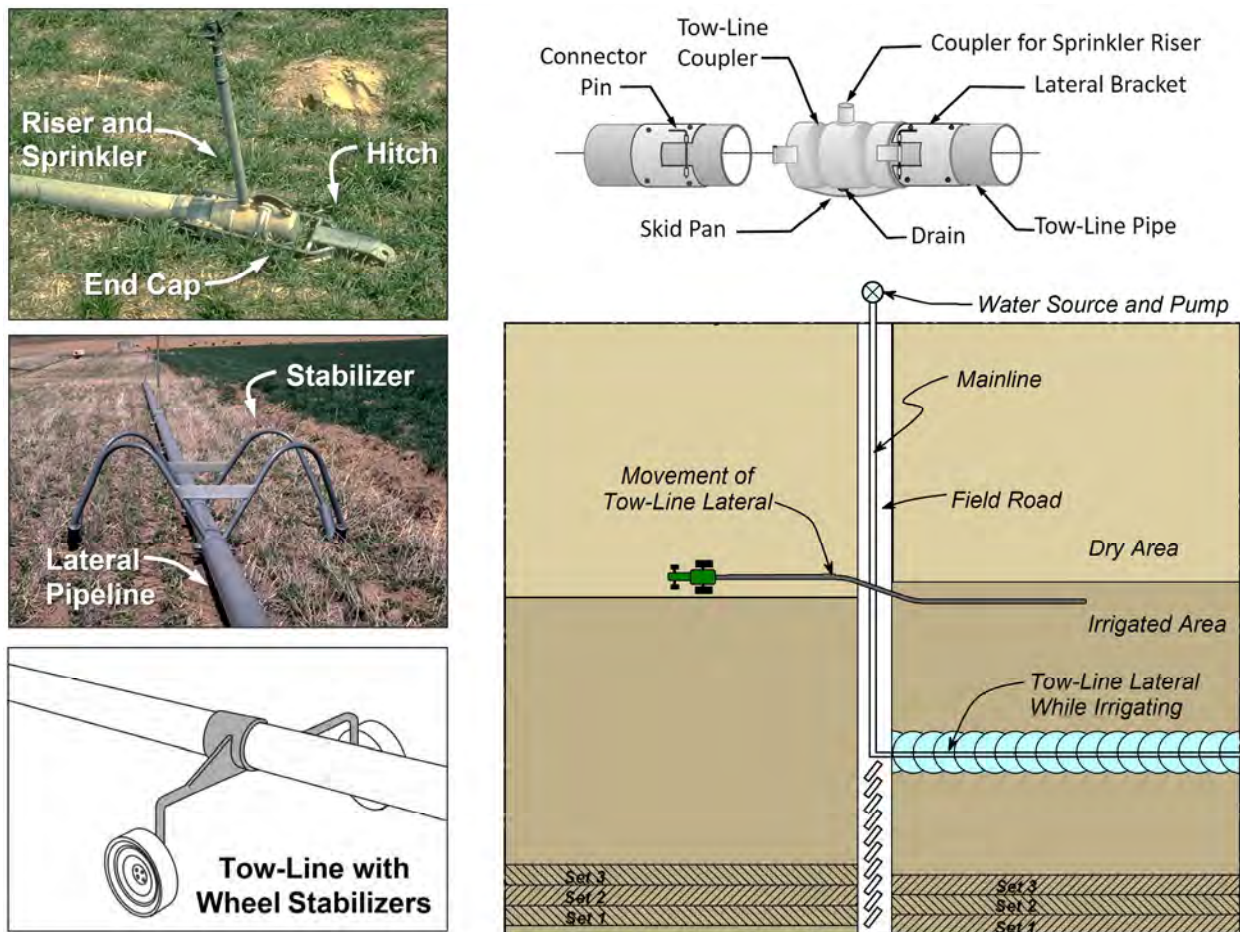 Riser and
Sprinkler
Hitch
End Cap
Stabilizer
Lateral
Pipeline
Tow-Line with
Wheel Stabilizers
Tow-Line
Coupler
Coupler for Sprinkler Riser
Connector
Pin
Lateral Bracket
Skid Pan
Drain
Tow-Line Pipe
Water Source and Pump
Mainline
Movement of
Tow-Line Lateral
Field Road
Dry Area
Irrigated Area
Tow-Line Lateral
While Irrigating
Set 3
Set 2
Set 1
Set 3
Set 2
Set 1